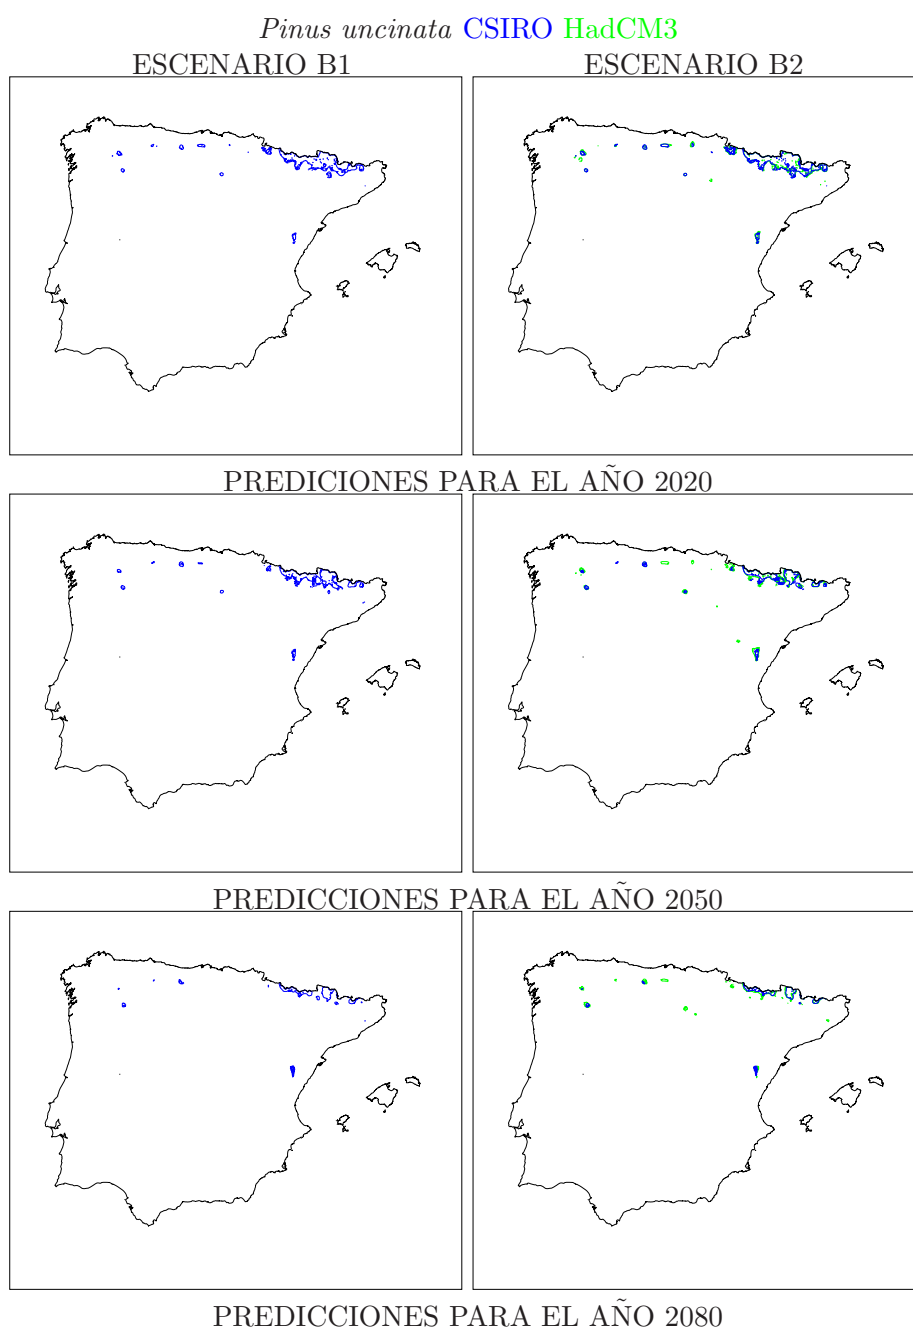 Pinus uncinata CSIRO HadCM3
ESCENARIO B1 ESCENARIO B2
PREDICIONES PARA EL AÑO 2020
PREDICCIONES PARA EL AÑO 2050
PREDICCIONES PARA EL AÑO 2080